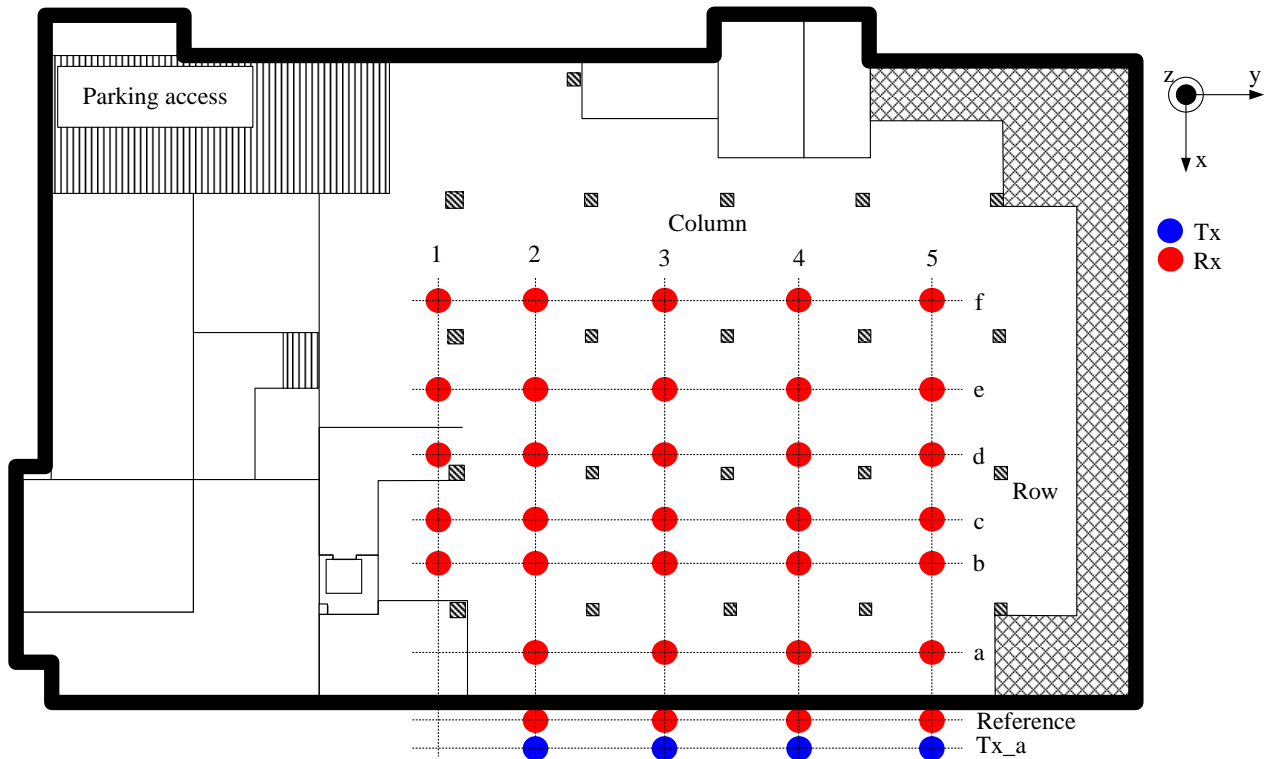 Parking access
z
y
x
Tx
Rx
Column
1 2 3 4 5
f
e
d
Row
c
b
a
Reference
Tx_a